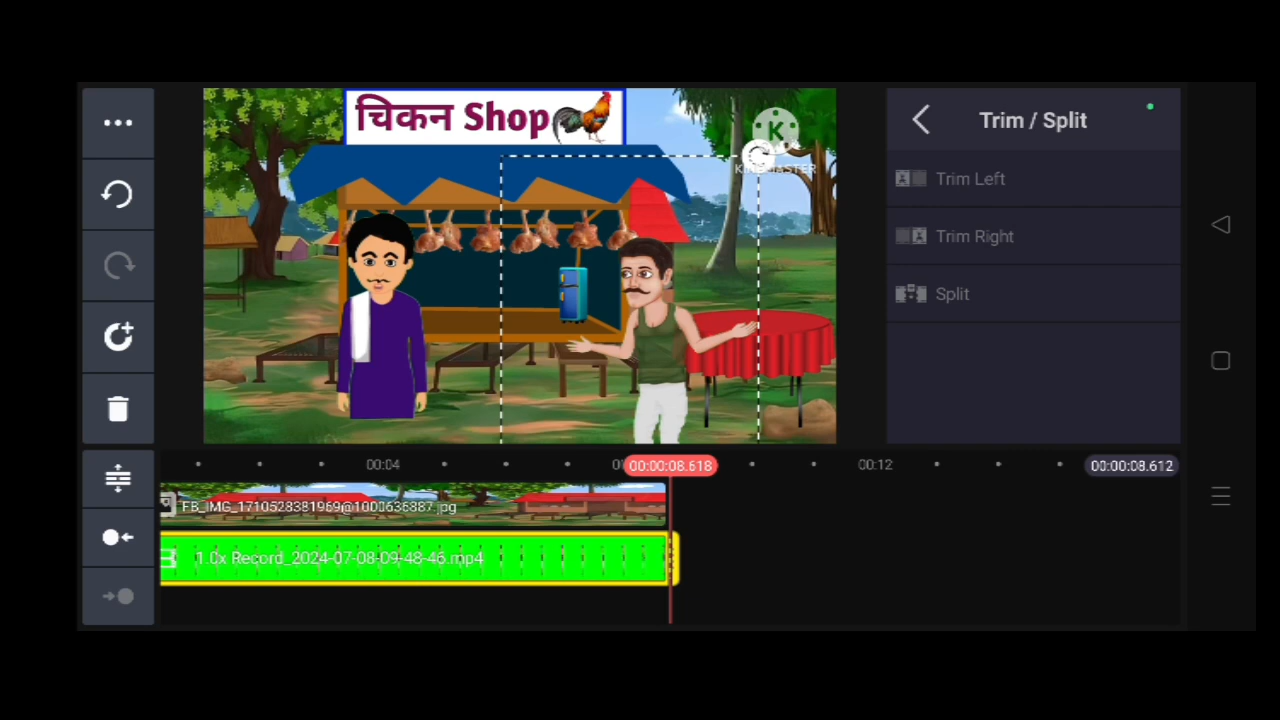 चिकन Shop
K
KINEMASTER
Trim / Split
Trim Left
Trim Right
Split
00:04
00:00:08.618
00:12
00:00:08.612
FB_IMG_1710528381969@1000636887.jpg
1.0x Record_2024-07-08-09-48-46.mp4